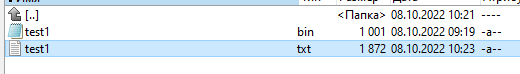 [..] <Папка> 08.10.2022 10:21 ----
test1 bin 1 001 08.10.2022 09:19 -a--
test1 txt 1 872 08.10.2022 10:23 -a--